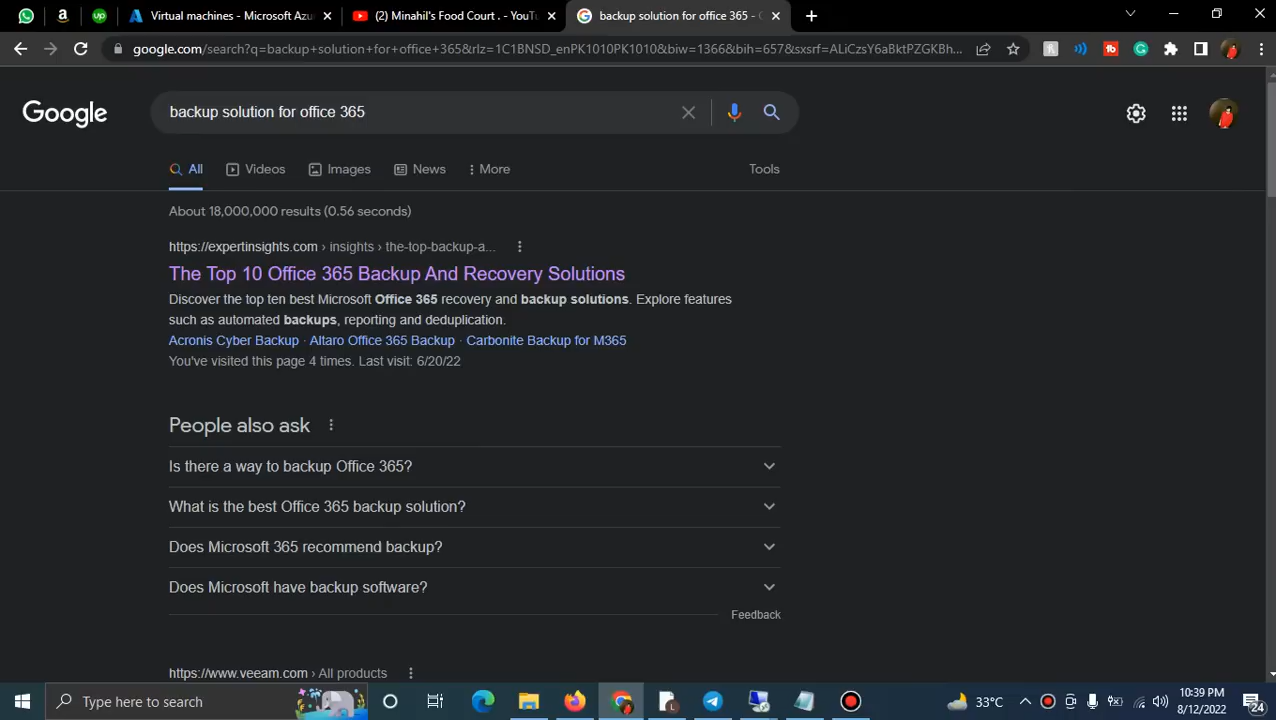 Virtual machines - Microsoft Azu
(2) Minahil's Food Court . - YouT
backup solution for office 365 - G
google.com/search?q=backup+solution+for+office+365&rlz=1C1BNSD_enPK1010PK1010&biw=1366&bih=657&sxsrf=ALiCzsY6aBktPZGKBh...
Google
backup solution for office 365
All
Videos
Images
News
More
Tools
About 18,000,000 results (0.56 seconds)
https://expertinsights.com › insights › the-top-backup-a...
The Top 10 Office 365 Backup And Recovery Solutions
Discover the top ten best Microsoft Office 365 recovery and backup solutions. Explore features
such as automated backups, reporting and deduplication.
Acronis Cyber Backup · Altaro Office 365 Backup · Carbonite Backup for M365
You've visited this page 4 times. Last visit: 6/20/22
People also ask
Is there a way to backup Office 365?
What is the best Office 365 backup solution?
Does Microsoft 365 recommend backup?
Does Microsoft have backup software?
Feedback
https://www.veeam.com › All products
Type here to search
33°C
10:39 PM
8/12/2022
24